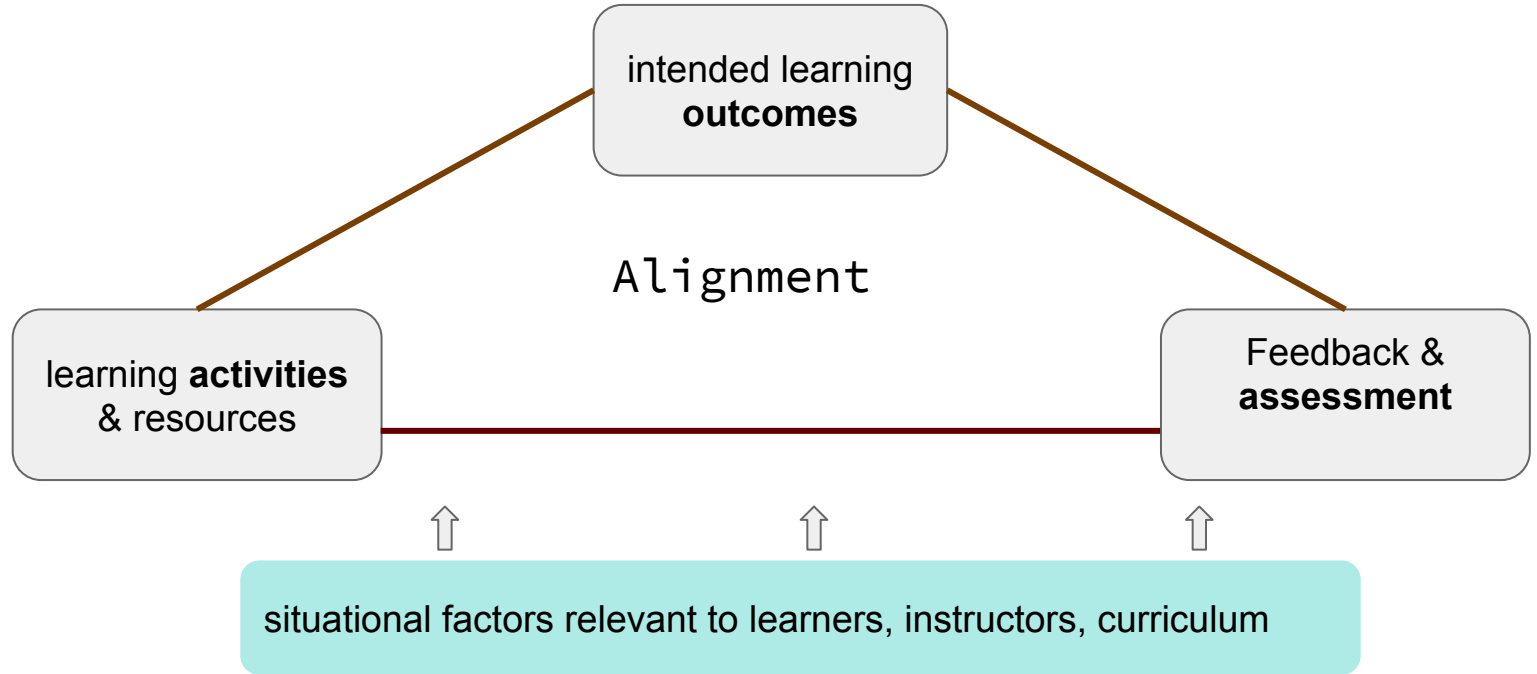 intended learning
outcomes
Alignment
learning activities
& resources
Feedback &
assessment
situational factors relevant to learners, instructors, curriculum